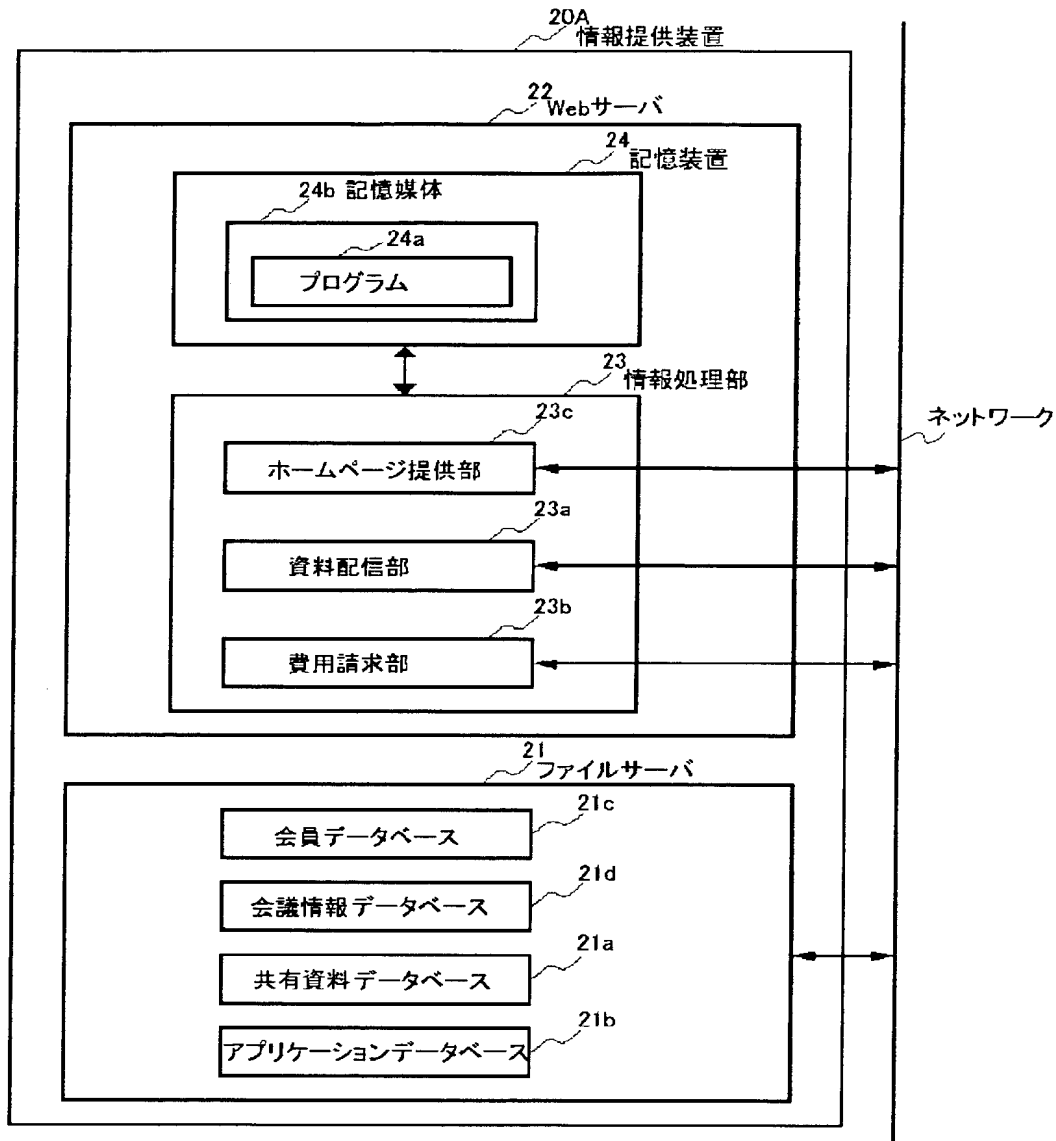 20A
情報提供装置
22
Webサーバ
24
記憶装置
24b 記憶媒体
24a
プログラム
23
情報処理部
23c
ホームページ提供部
ネットワーク
23a
資料配信部
23b
費用請求部
21
ファイルサーバ
21c
会員データベース
21d
会議情報データベース
21a
共有資料データベース
21b
アプリケーションデータベース